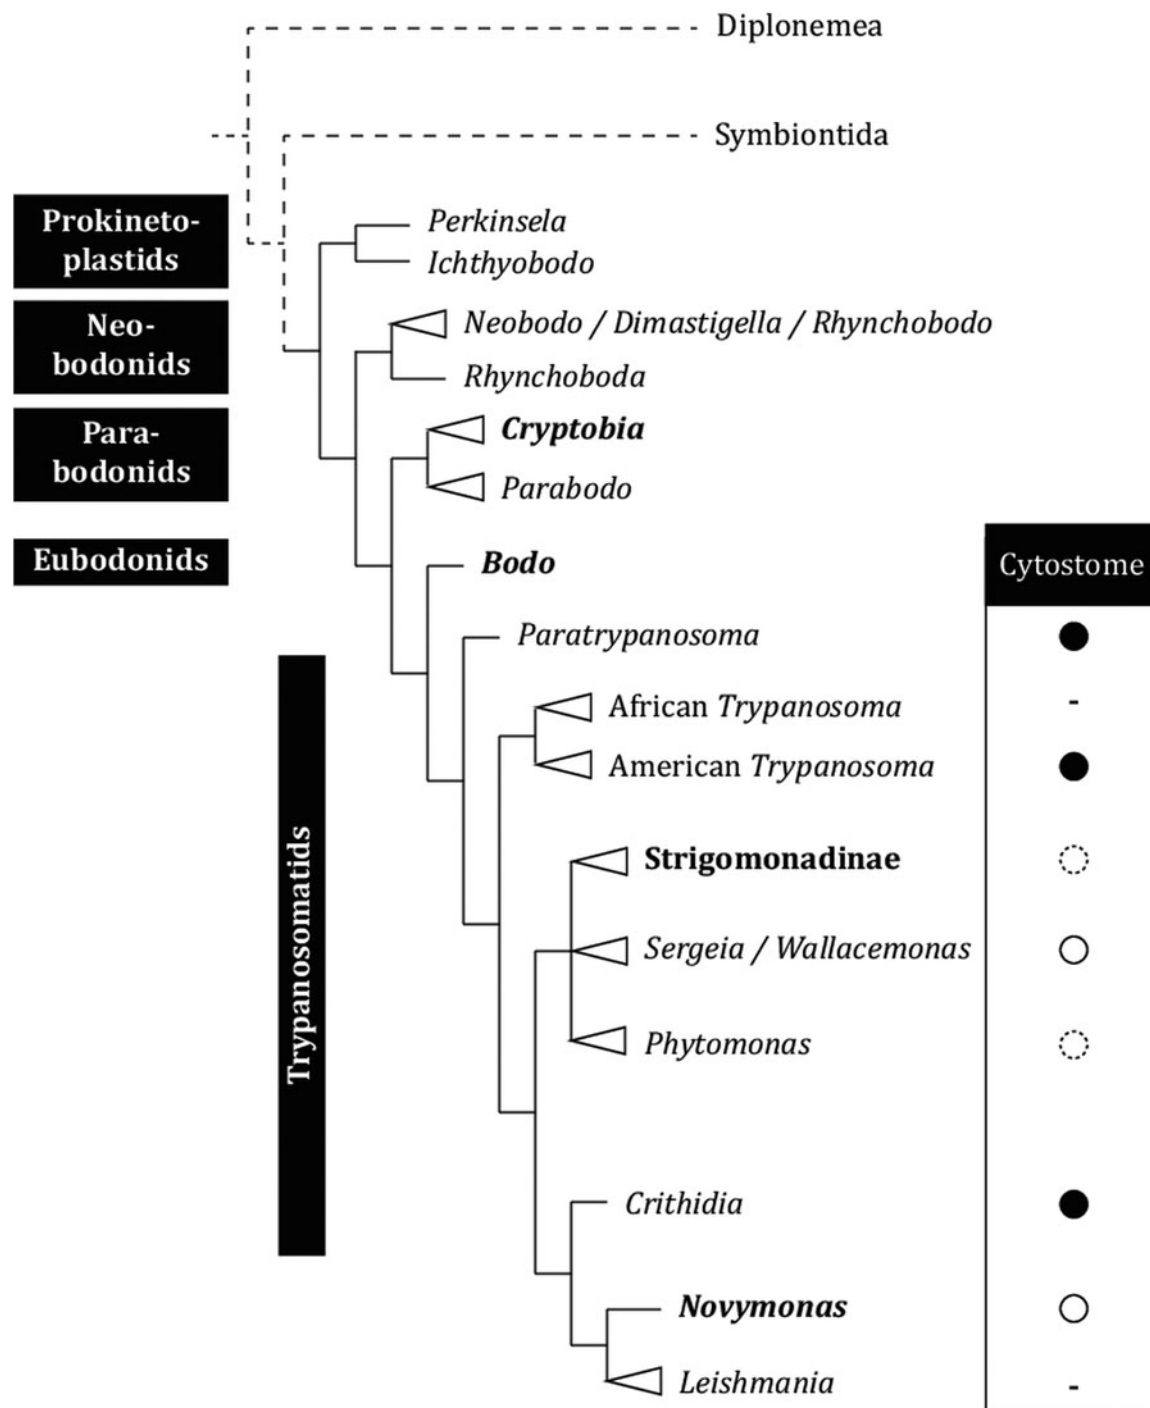 Diplonemea
Symbiontida
Prokineto-
plastids
Perkinsela
Ichthyobodo
Neo-
bodonids
Neobodo / Dimastigella / Rhynchobodo
Rhynchoboda
Para-
bodonids
Cryptobia
Parabodo
Eubodonids
Bodo
Cytostome
Paratrypanosoma
African Trypanosoma
-
American Trypanosoma
Trypanosomatids
Strigomonadinae
Sergeia / Wallacemonas
Phytomonas
Crithidia
Novymonas
Leishmania
-